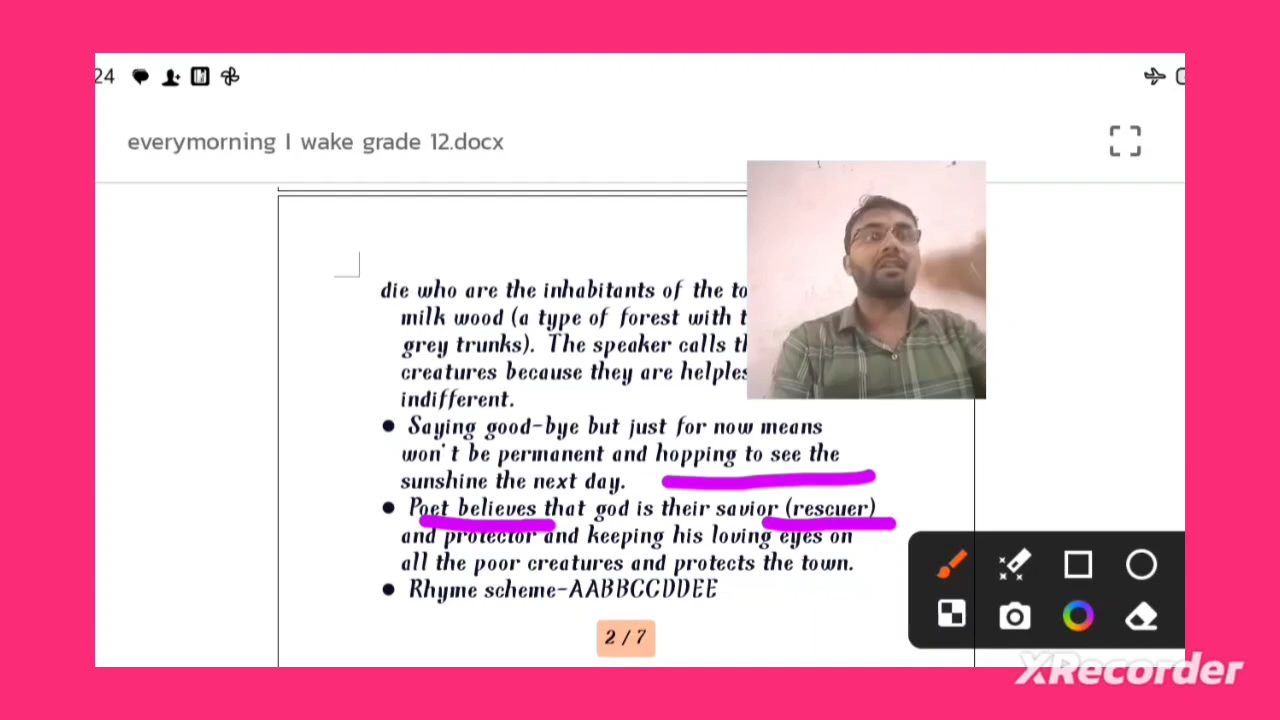 24
everymorning I wake grade 12.docx
die who are the inhabitants of the
milk wood (a type of forest with
grey trunks). The speaker calls
creatures because they are
indifferent.
● Saying good-bye but just for now means
won't be permanent and hopping to see the
sunshine the next day.
● Poet believes that god is their savior (rescuer)
and protector and keeping his loving eyes on
all the poor creatures and protects the town.
● Rhyme scheme-AABBCCDDEE
2 / 7
XRecorder